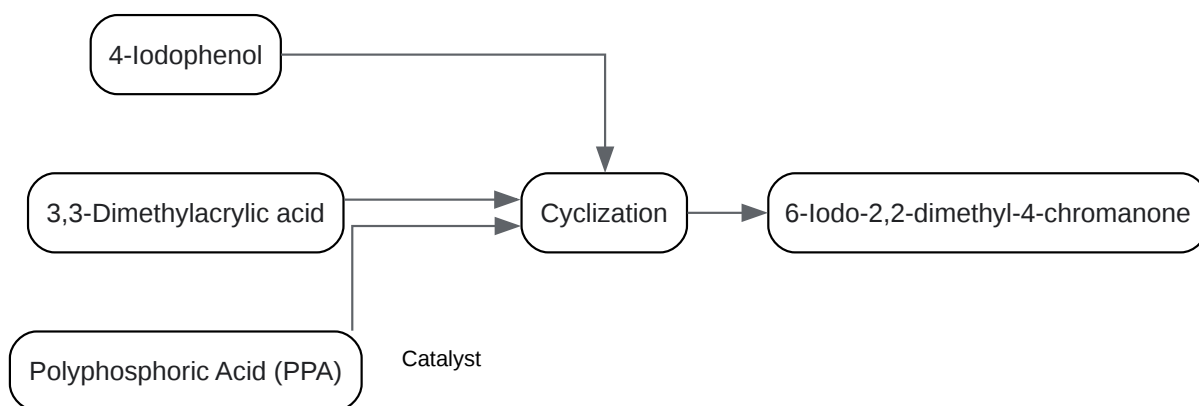 4-Iodophenol
3,3-Dimethylacrylic acid
Cyclization
6-Iodo-2,2-dimethyl-4-chromanone
Polyphosphoric Acid (PPA)
Catalyst